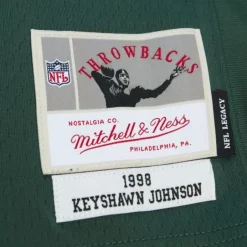 THROWBACKS
NFL
NOSTALGIA CO.
Mitchell & Ness
PHILADELPHIA, PA.
NFL LEGACY
1998
KEYSHAWN JOHNSON